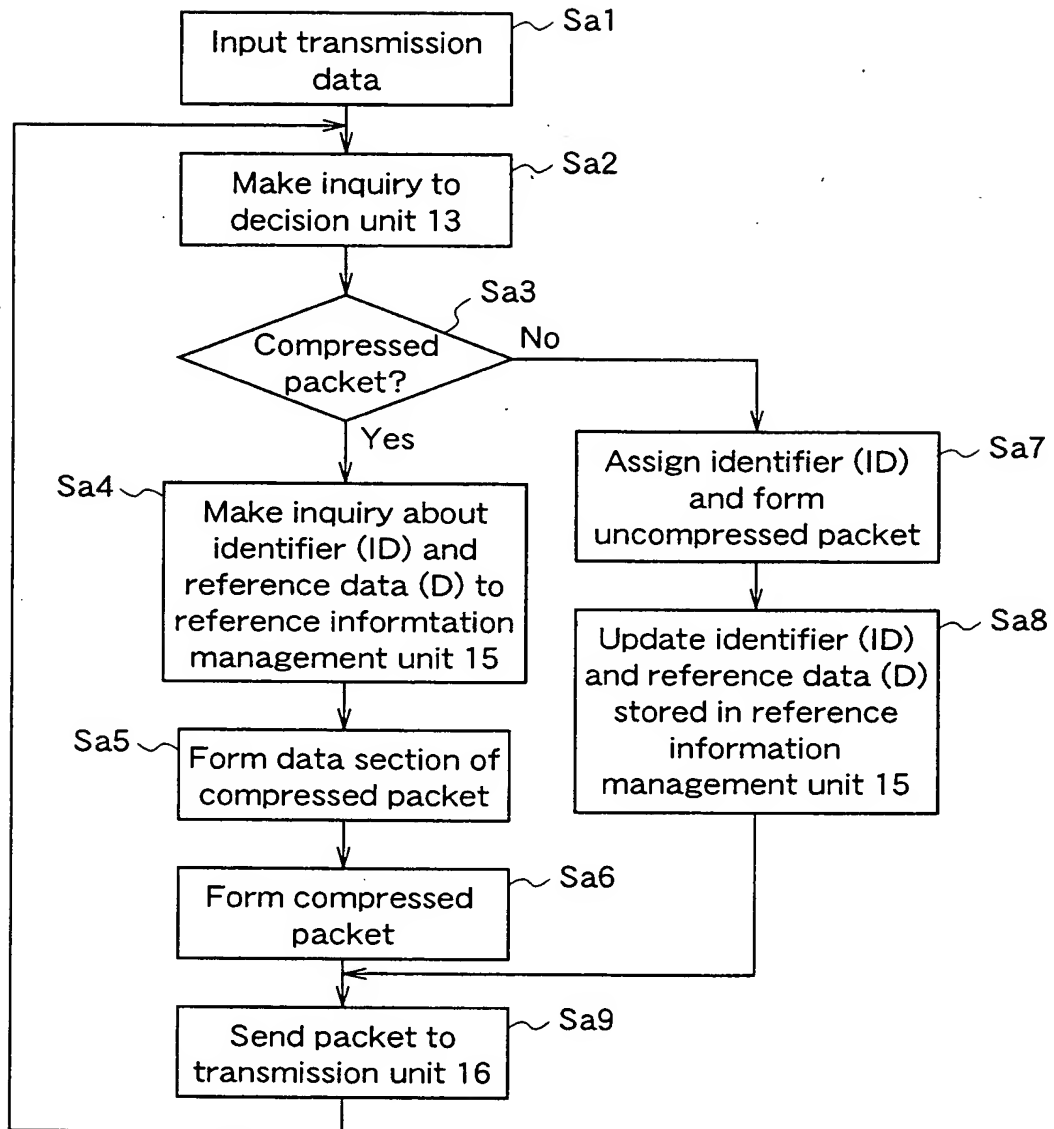 Sa1
Input transmission
data
Sa2
Make inquiry to
decision unit 13
Sa3
Compressed
packet?
No
Yes
Sa4
Make inquiry about
identifier (ID) and
reference data (D) to
reference informtation
management unit 15
Sa5
Form data section of
compressed packet
Sa6
Form compressed
packet
Sa7
Assign identifier (ID)
and form
uncompressed packet
Sa8
Update identifier (ID)
and reference data (D)
stored in reference
information
management unit 15
Sa9
Send packet to
transmission unit 16